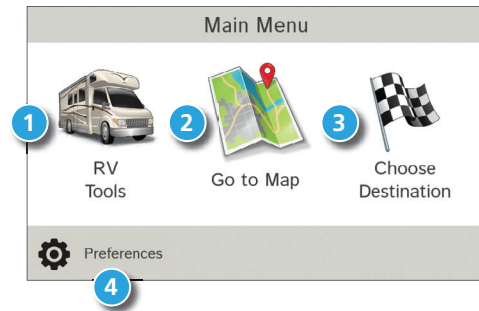 Main Menu
1
2
3
RV
Tools
Go to Map
Choose
Destination
Preferences
4